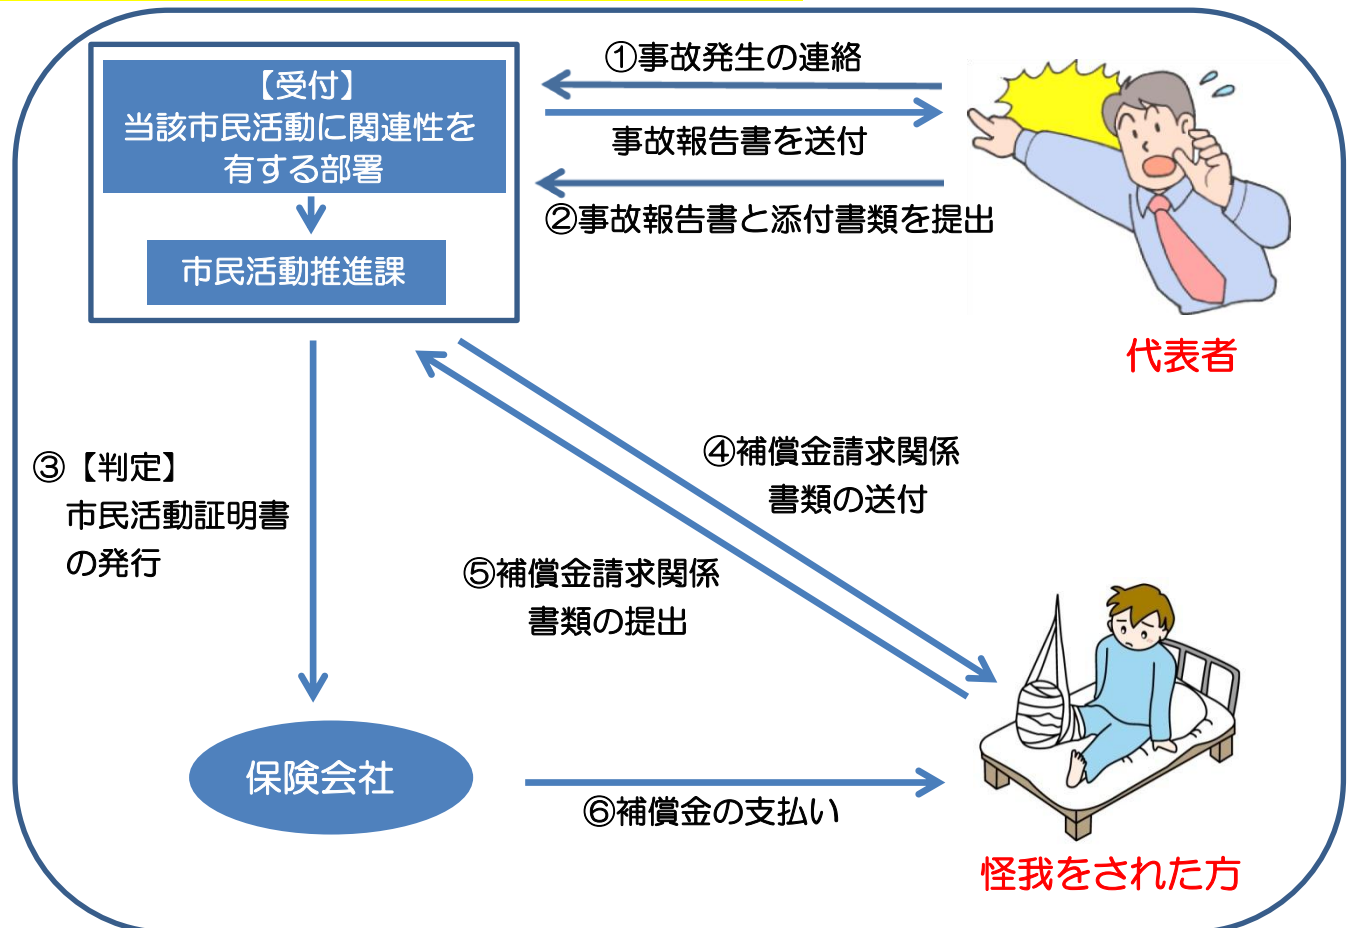 ①事故発生の連絡
【受付】
当該市民活動に関連性を
有する部署
事故報告書を送付
②事故報告書と添付書類を提出
市民活動推進課
代表者
③【判定】
市民活動証明書
の発行
④補償金請求関係
書類の送付
⑤補償金請求関係
書類の提出
保険会社
⑥補償金の支払い
怪我をされた方